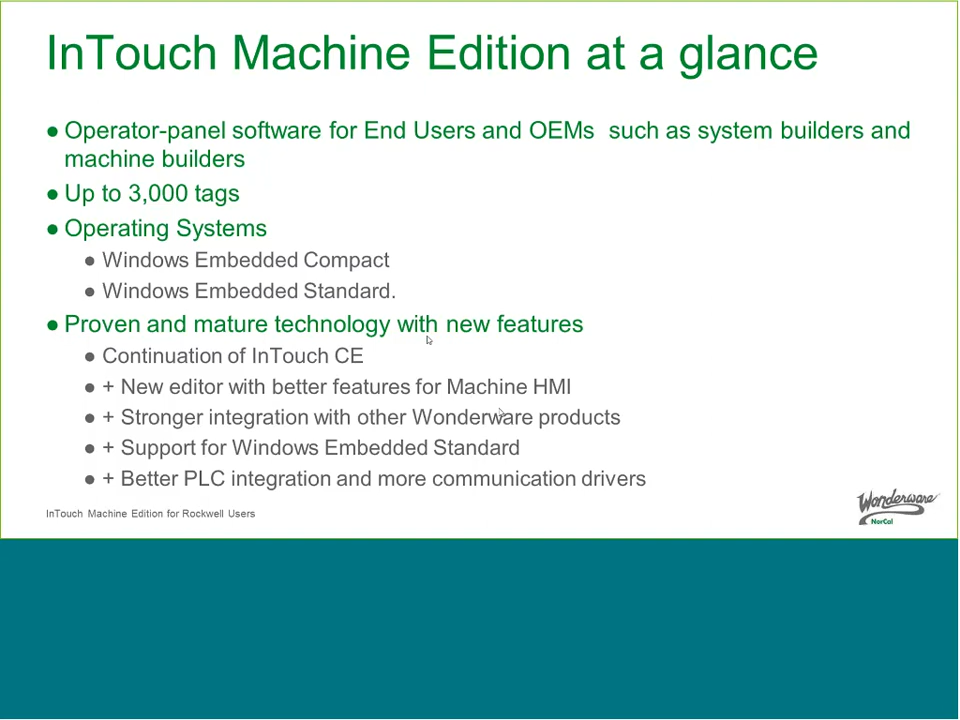 InTouch Machine Edition at a glance
● Operator-panel software for End Users and OEMs  such as system builders and
machine builders
● Up to 3,000 tags
● Operating Systems
● Windows Embedded Compact
● Windows Embedded Standard.
● Proven and mature technology with new features
● Continuation of InTouch CE
● + New editor with better features for Machine HMI
● + Stronger integration with other Wonderware products
● + Support for Windows Embedded Standard
● + Better PLC integration and more communication drivers
InTouch Machine Edition for Rockwell Users
Wonderware
NorCal